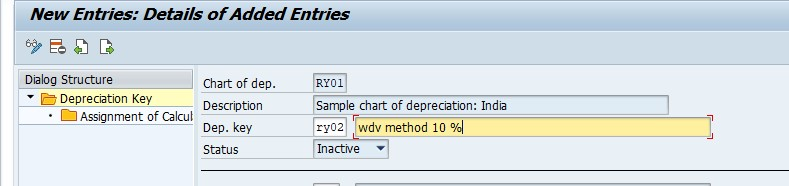 New Entries: Details of Added Entries
Dialog Structure
Depreciation Key
Assignment of Calcul
Chart of dep. RY01
Description Sample chart of depreciation: India
Dep. key ry02 wdv method 10 %
Status Inactive